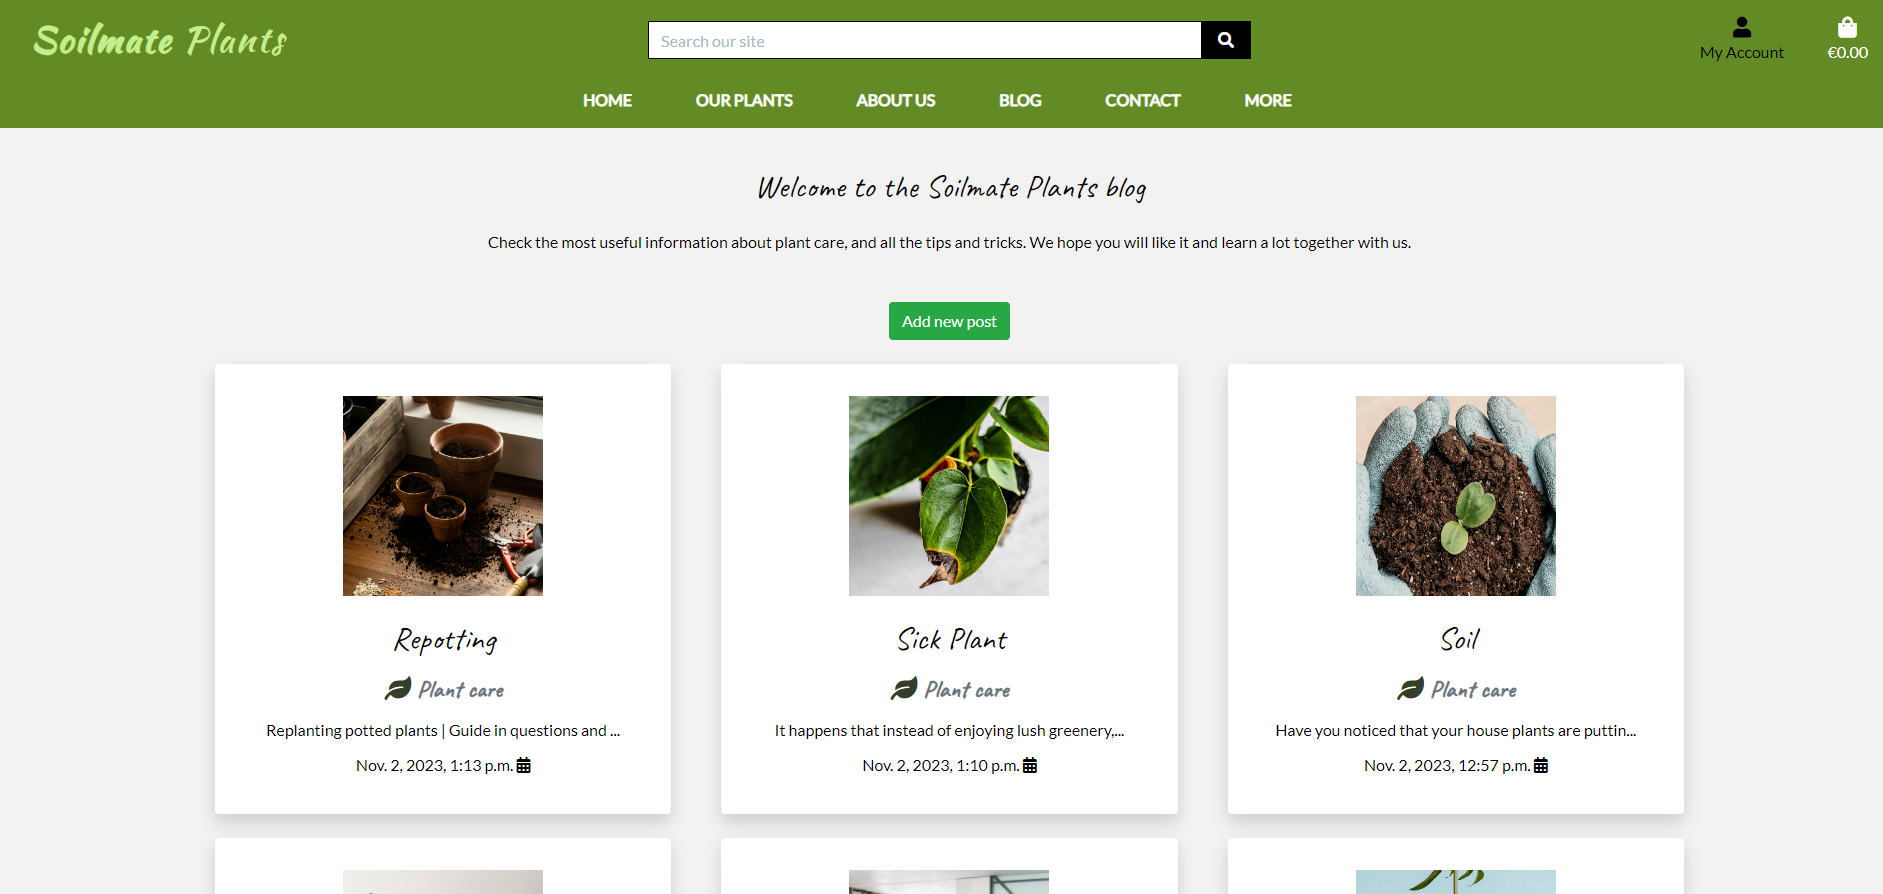 Soilmate Plants
Search our site
My Account
€0.00
HOME OUR PLANTS ABOUT US BLOG CONTACT MORE
Welcome to the Soilmate Plants blog
Check the most useful information about plant care, and all the tips and tricks. We hope you will like it and learn a lot together with us.
Add new post
Repotting
Plant care
Replanting potted plants | Guide in questions and ...
Nov. 2, 2023, 1:13 p.m.
Sick Plant
Plant care
It happens that instead of enjoying lush greenery,...
Nov. 2, 2023, 1:10 p.m.
Soil
Plant care
Have you noticed that your house plants are puttin...
Nov. 2, 2023, 12:57 p.m.